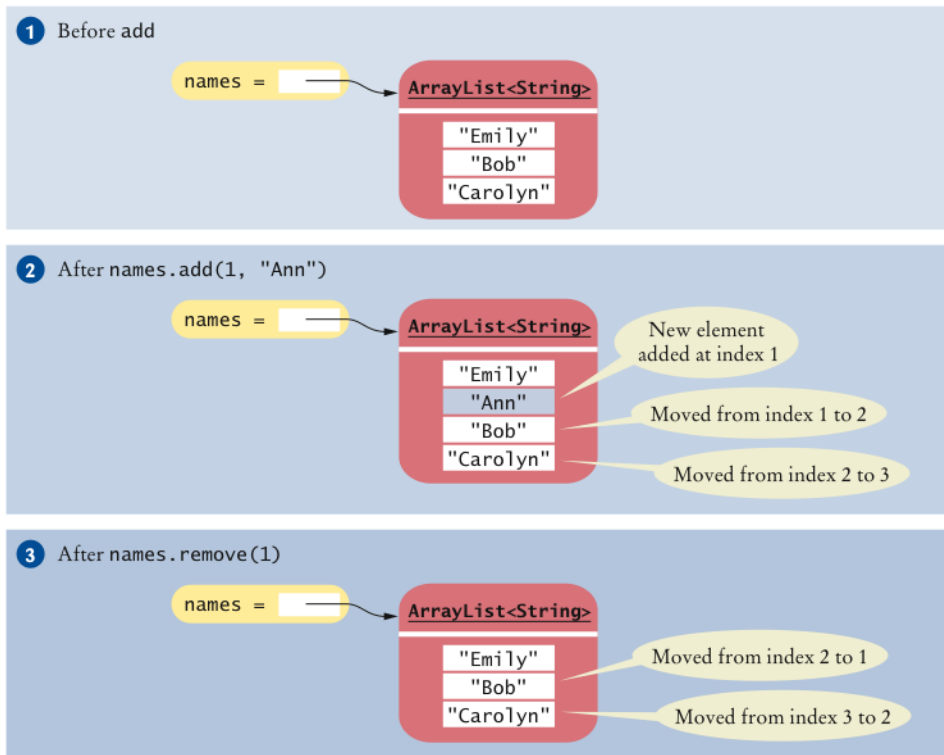 1 Before add
names =
ArrayList<String>
"Emily"
"Bob"
"Carolyn"
2 After names.add(1, "Ann")
names =
ArrayList<String>
"Emily"
"Ann"
"Bob"
"Carolyn"
New element
added at index 1
Moved from index 1 to 2
Moved from index 2 to 3
3 After names.remove(1)
names =
ArrayList<String>
"Emily"
"Bob"
"Carolyn"
Moved from index 2 to 1
Moved from index 3 to 2